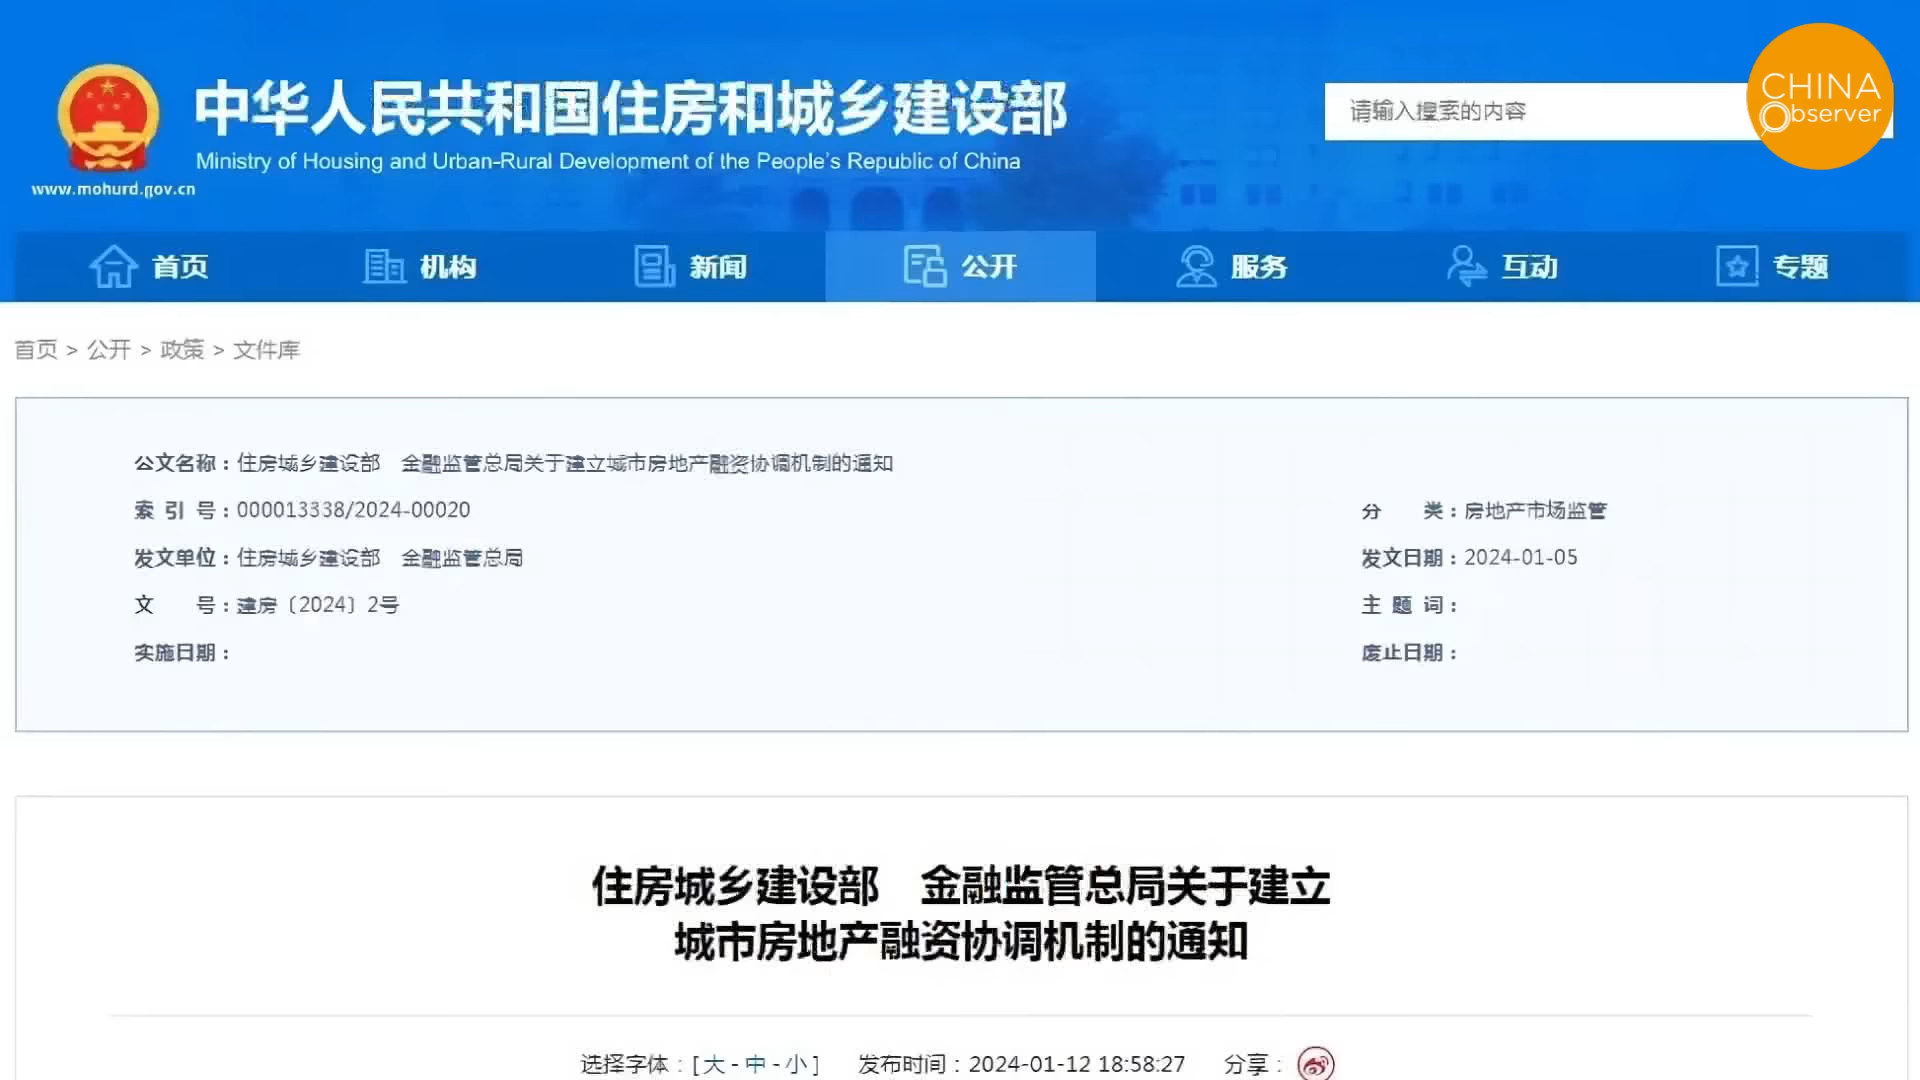 中华人民共和国住房和城乡建设部
Ministry of Housing and Urban-Rural Development of the People's Republic of China
www.mohurd.gov.cn
请输入搜索的内容
CHINA
Observer
首页 机构 新闻 公开 服务 互动 专题
首页 > 公开 > 政策 > 文件库
公文名称：住房城乡建设部 金融监管总局关于建立城市房地产融资协调机制的通知
索 引 号：000013338/2024-00020 分 类：房地产市场监管
发文单位：住房城乡建设部 金融监管总局 发文日期：2024-01-05
文 号：建房〔2024〕2号 主 题 词：
实施日期： 废止日期：
住房城乡建设部 金融监管总局关于建立
城市房地产融资协调机制的通知
选择字体：[大-中-小] 发布时间：2024-01-12 18:58:27 分享：